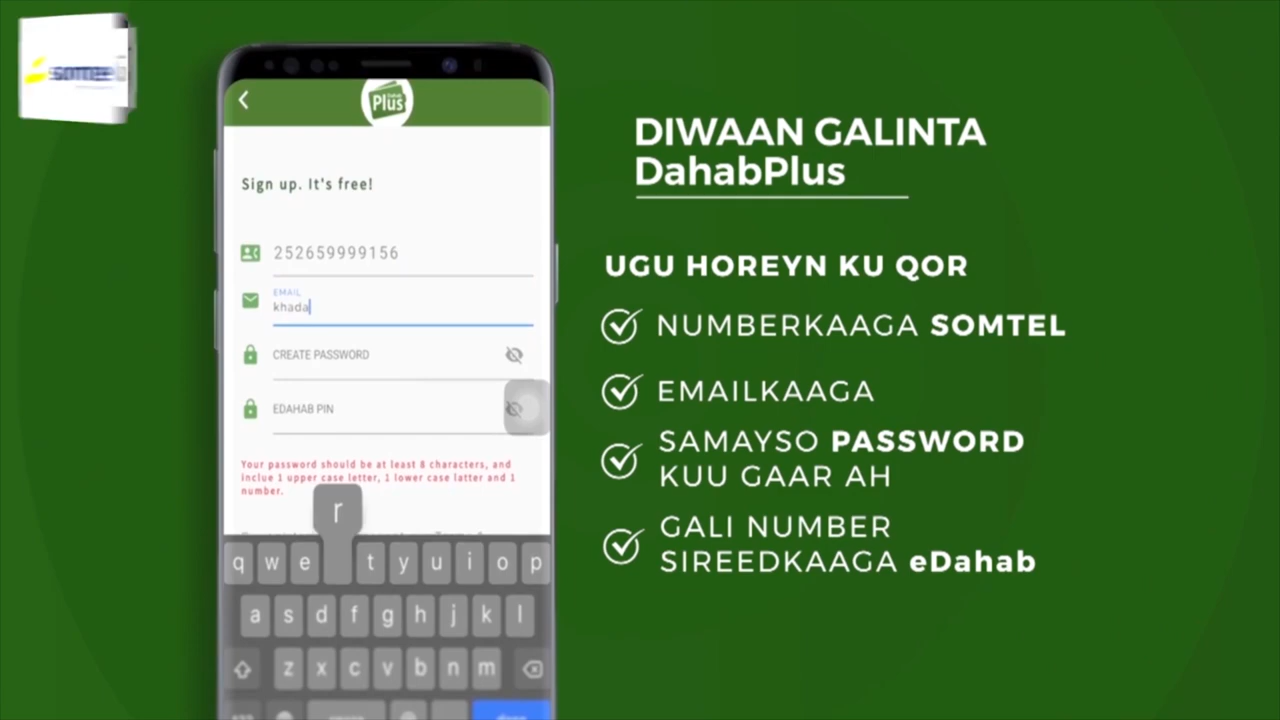 somtel
Dahab
Plus
Sign up. It's free!
252659999156
EMAIL
khada
CREATE PASSWORD
EDAHAB PIN
Your password should be at least 8 characters, and
inclue 1 upper case letter, 1 lower case latter and 1
number.
r
q w e t y u i o p
a s d f g h j k l
z x c v b n m
DIWAAN GALINTA
DahabPlus
UGU HOREYN KU QOR
NUMBERKAAGA SOMTEL
EMAILKAAGA
SAMAYSO PASSWORD
KUU GAAR AH
GALI NUMBER
SIREEDKAAGA eDahab